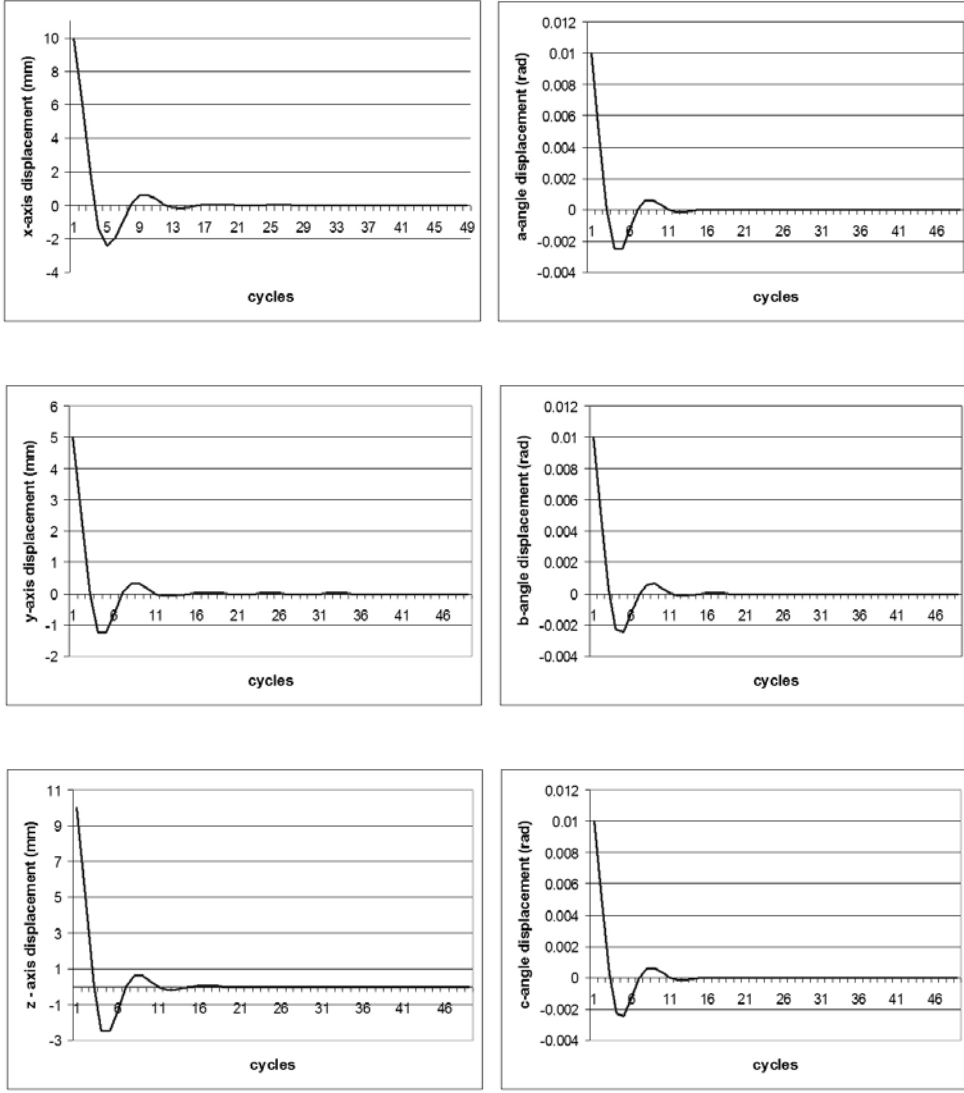 x-axis displacement (mm)
10
8
6
4
2
0
-2
-4
1 5 9 13 17 21 25 29 33 37 41 45 49
cycles
a-angle displacement (rad)
0.012
0.01
0.008
0.006
0.004
0.002
0
-0.002
-0.004
1 6 11 16 21 26 31 36 41 46
cycles
y-axis displacement (mm)
6
5
4
3
2
1
0
-1
-2
1 6 11 16 21 26 31 36 41 46
cycles
b-angle displacement (rad)
0.012
0.01
0.008
0.006
0.004
0.002
0
-0.002
-0.004
1 6 11 16 21 26 31 36 41 46
cycles
z - axis displacement (mm)
11
9
7
5
3
1
-1
-3
1 6 11 16 21 26 31 36 41 46
cycles
c-angle displacement (rad)
0.012
0.01
0.008
0.006
0.004
0.002
0
-0.002
-0.004
1 6 11 16 21 26 31 36 41 46
cycles